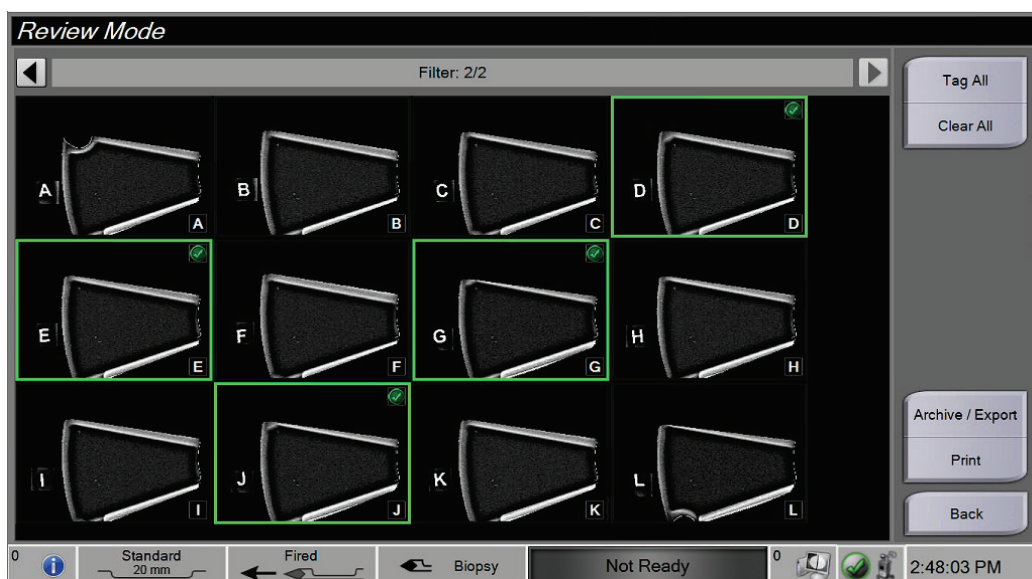 Review Mode
Filter: 2/2
Tag All
Clear All
A A
B B
C C
D D
E E
F F
G G
H H
I I
J J
K K
L L
Archive / Export
Print
Back
0
Standard
20 mm
Fired
Biopsy
Not Ready
0
2:48:03 PM